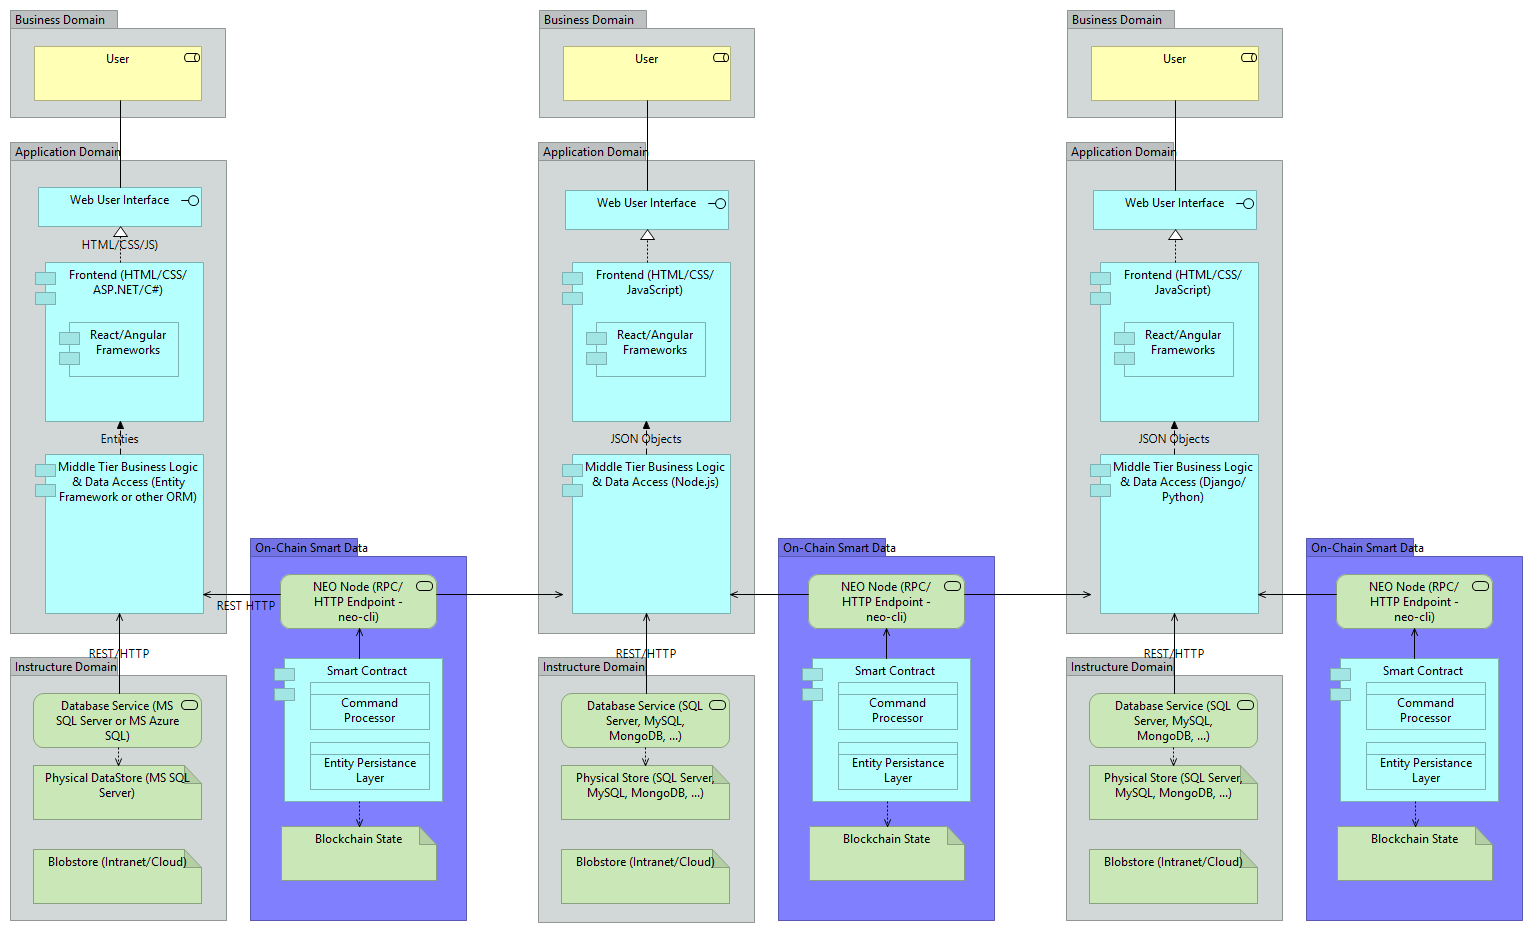 Business Domain
User
Application Domain
Web User Interface
HTML/CSS/JS)
Frontend (HTML/CSS/
ASP.NET/C#)
React/Angular
Frameworks
Entities
Middle Tier Business Logic
& Data Access (Entity
Framework or other ORM)
REST HTTP
REST/HTTP
Instructure Domain
Database Service (MS
SQL Server or MS Azure
SQL)
Physical DataStore (MS SQL
Server)
Blobstore (Intranet/Cloud)
On-Chain Smart Data
NEO Node (RPC/
HTTP Endpoint -
neo-cli)
Smart Contract
Command
Processor
Entity Persistance
Layer
Blockchain State
Business Domain
User
Application Domain
Web User Interface
Frontend (HTML/CSS/
JavaScript)
React/Angular
Frameworks
JSON Objects
Middle Tier Business Logic
& Data Access (Node.js)
REST/HTTP
Instructure Domain
Database Service (SQL
Server, MySQL,
MongoDB, ...)
Physical Store (SQL Server,
MySQL, MongoDB, ...)
Blobstore (Intranet/Cloud)
On-Chain Smart Data
NEO Node (RPC/
HTTP Endpoint -
neo-cli)
Smart Contract
Command
Processor
Entity Persistance
Layer
Blockchain State
Business Domain
User
Application Domain
Web User Interface
Frontend (HTML/CSS/
JavaScript)
React/Angular
Frameworks
JSON Objects
Middle Tier Business Logic
& Data Access (Django/
Python)
REST/HTTP
Instructure Domain
Database Service (SQL
Server, MySQL,
MongoDB, ...)
Physical Store (SQL Server,
MySQL, MongoDB, ...)
Blobstore (Intranet/Cloud)
On-Chain Smart Data
NEO Node (RPC/
HTTP Endpoint -
neo-cli)
Smart Contract
Command
Processor
Entity Persistance
Layer
Blockchain State